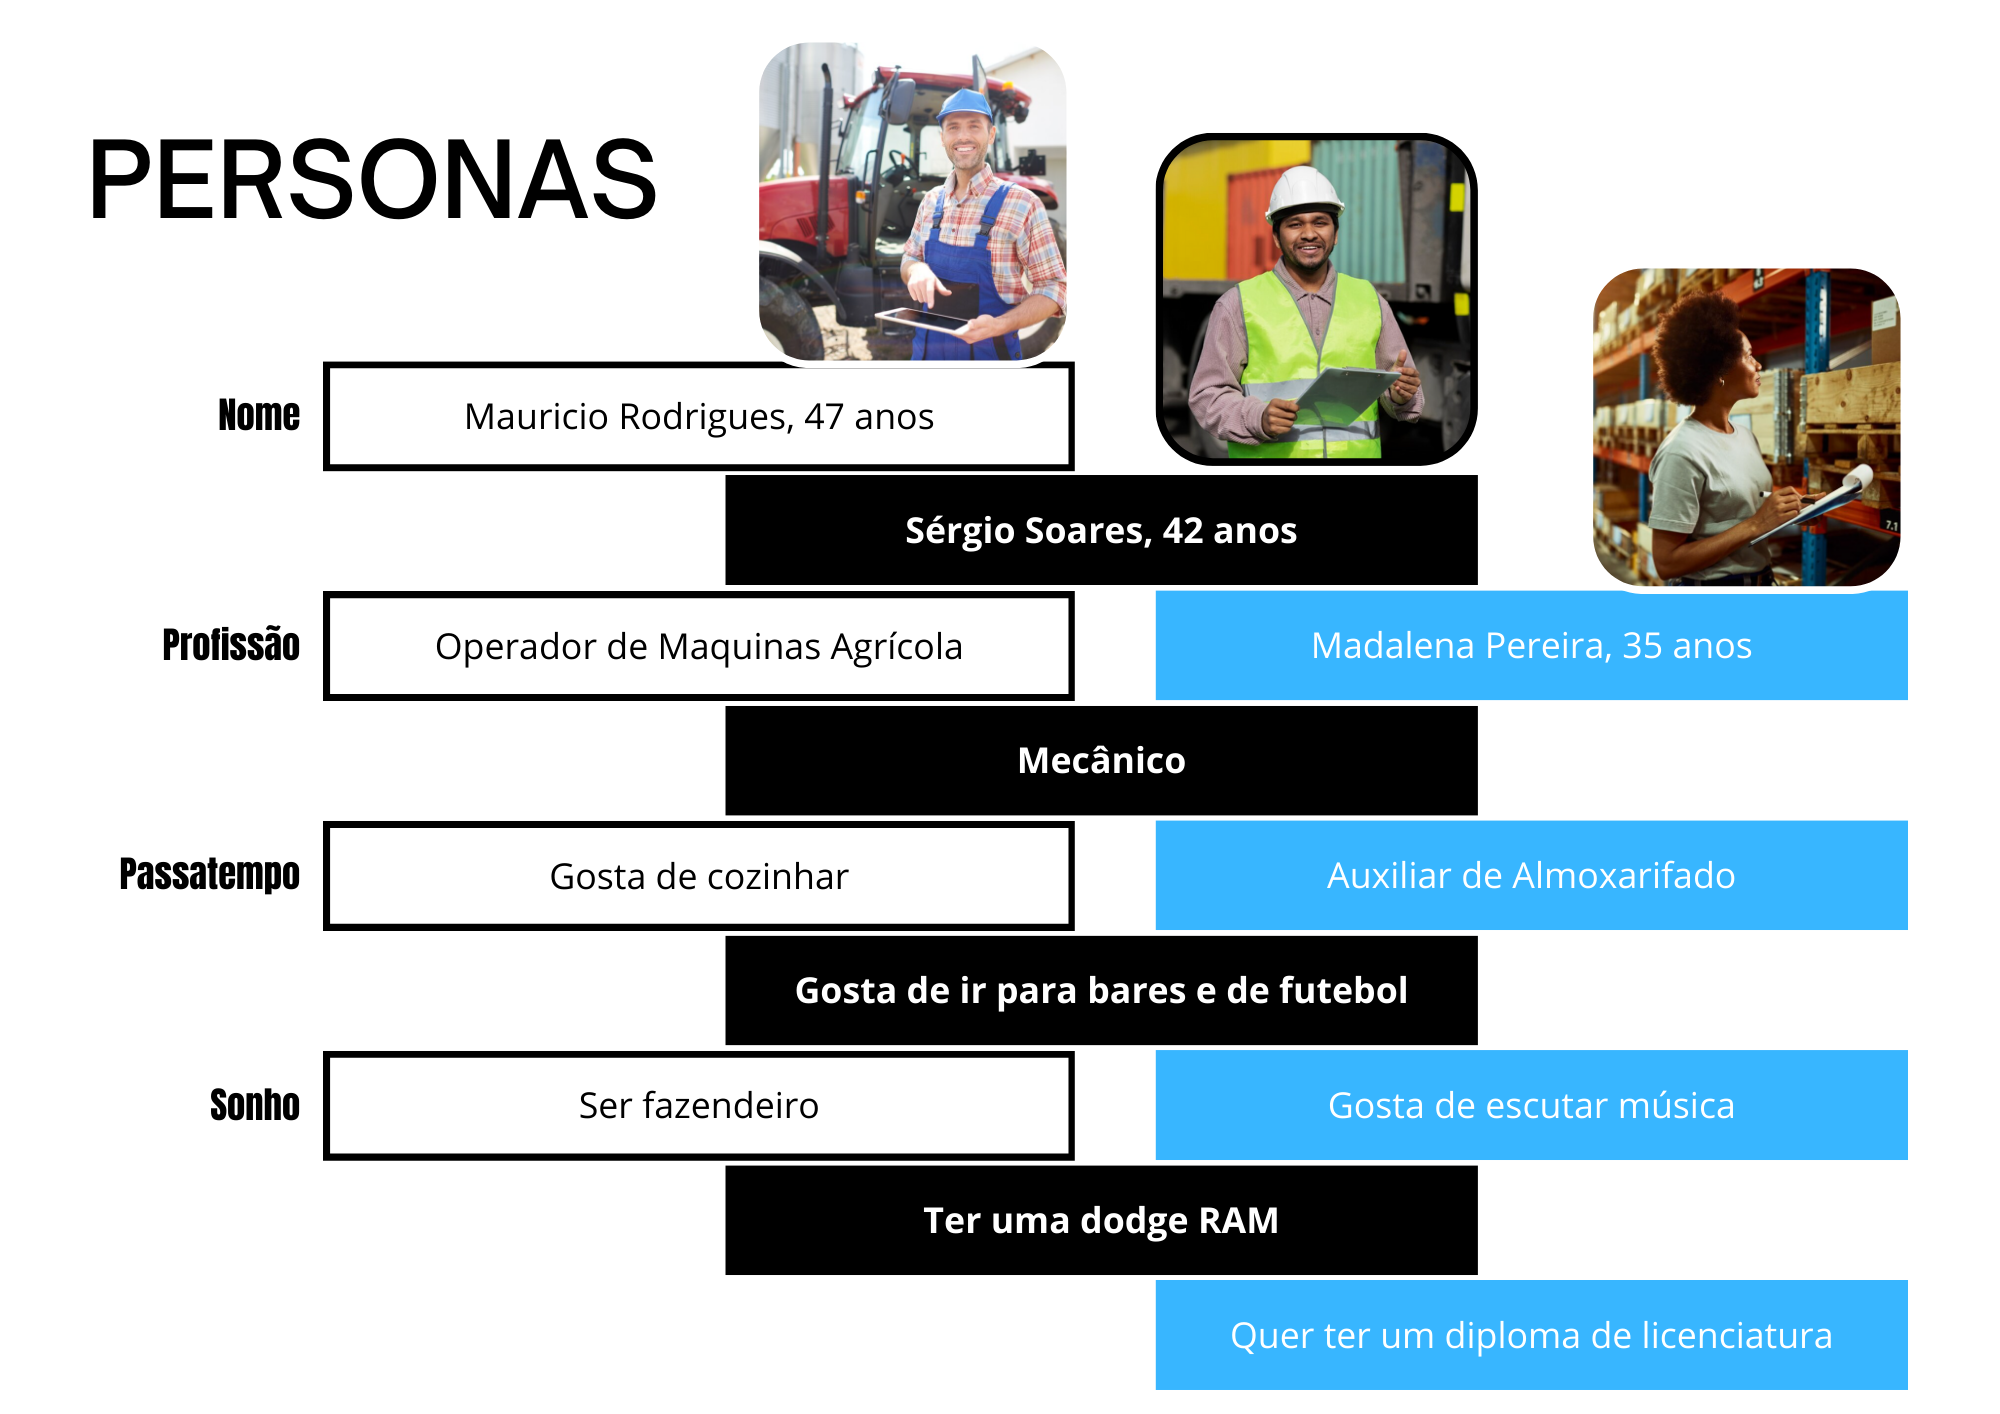 PERSONAS
Nome
Mauricio Rodrigues, 47 anos
Sérgio Soares, 42 anos
Profissão
Operador de Maquinas Agrícola
Madalena Pereira, 35 anos
Mecânico
Passatempo
Gosta de cozinhar
Auxiliar de Almoxarifado
Gosta de ir para bares e de futebol
Sonho
Ser fazendeiro
Gosta de escutar música
Ter uma dodge RAM
Quer ter um diploma de licenciatura
7.1